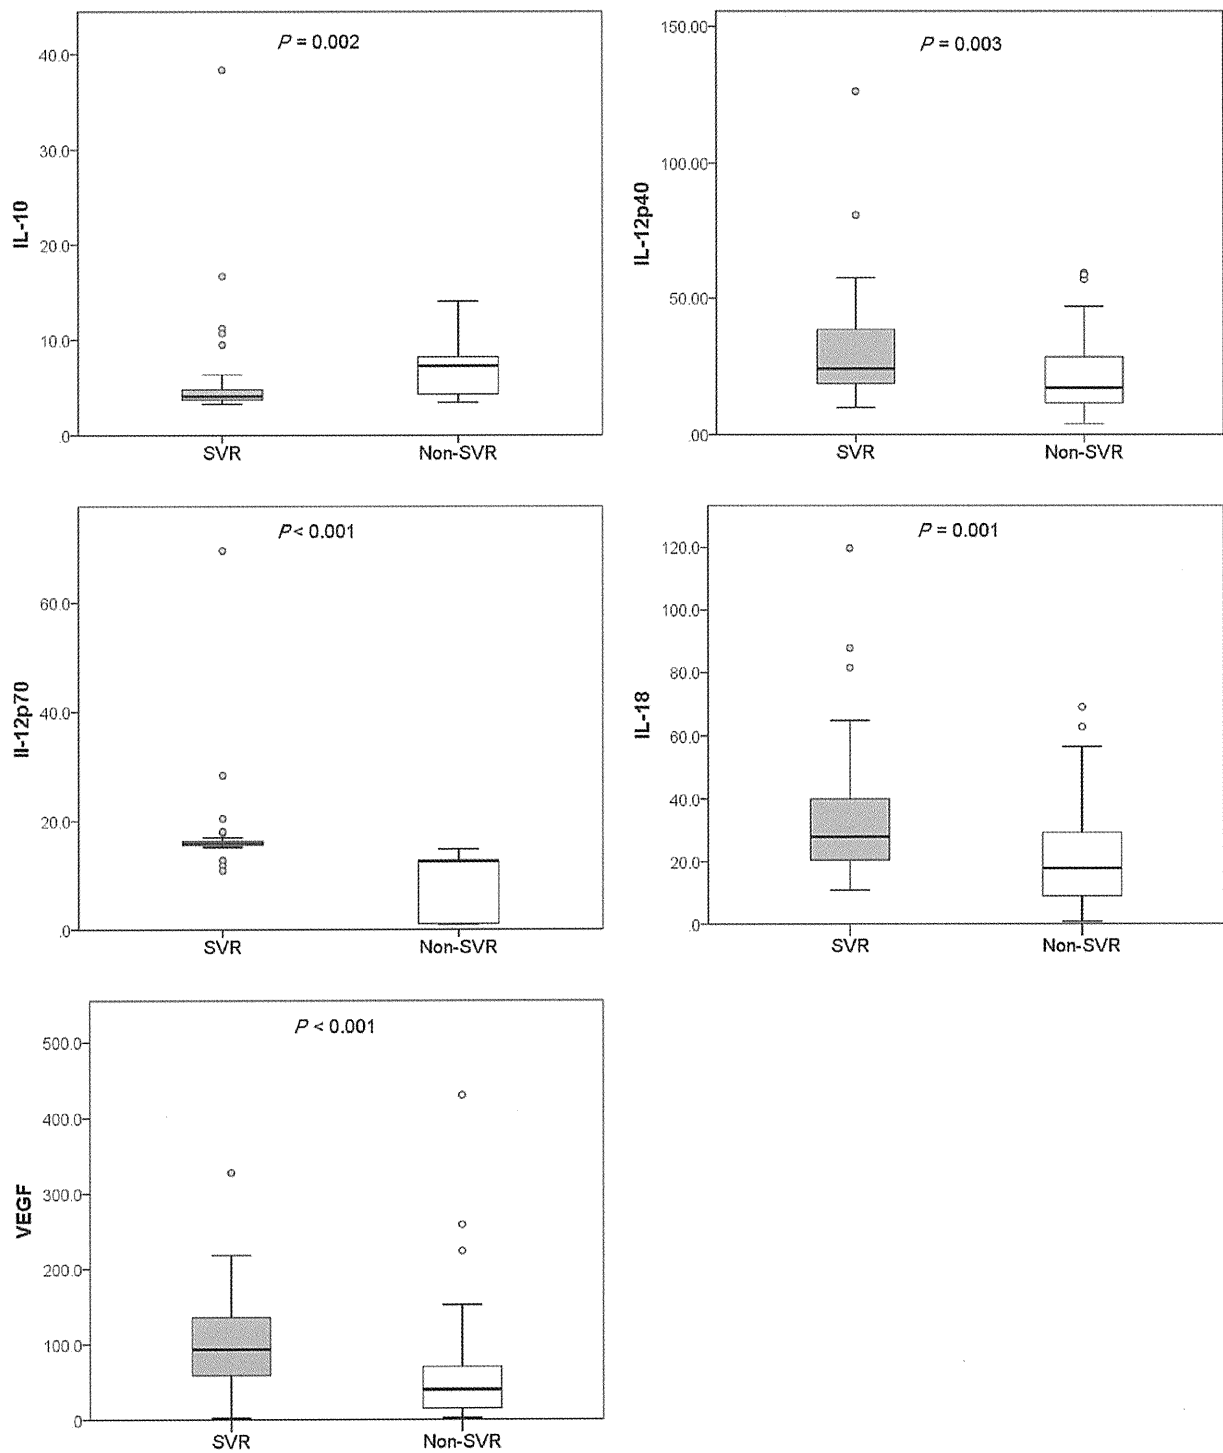 P = 0.002
IL-10
40.0
30.0
20.0
10.0
.0
SVR
Non-SVR
P = 0.003
IL-12p40
150.00
100.00
50.00
.00
SVR
Non-SVR
P < 0.001
Il-12p70
60.0
40.0
20.0
.0
SVR
Non-SVR
P = 0.001
IL-18
120.0
100.0
80.0
60.0
40.0
20.0
.0
SVR
Non-SVR
P < 0.001
VEGF
500.0
400.0
300.0
200.0
100.0
0
SVR
Non-SVR